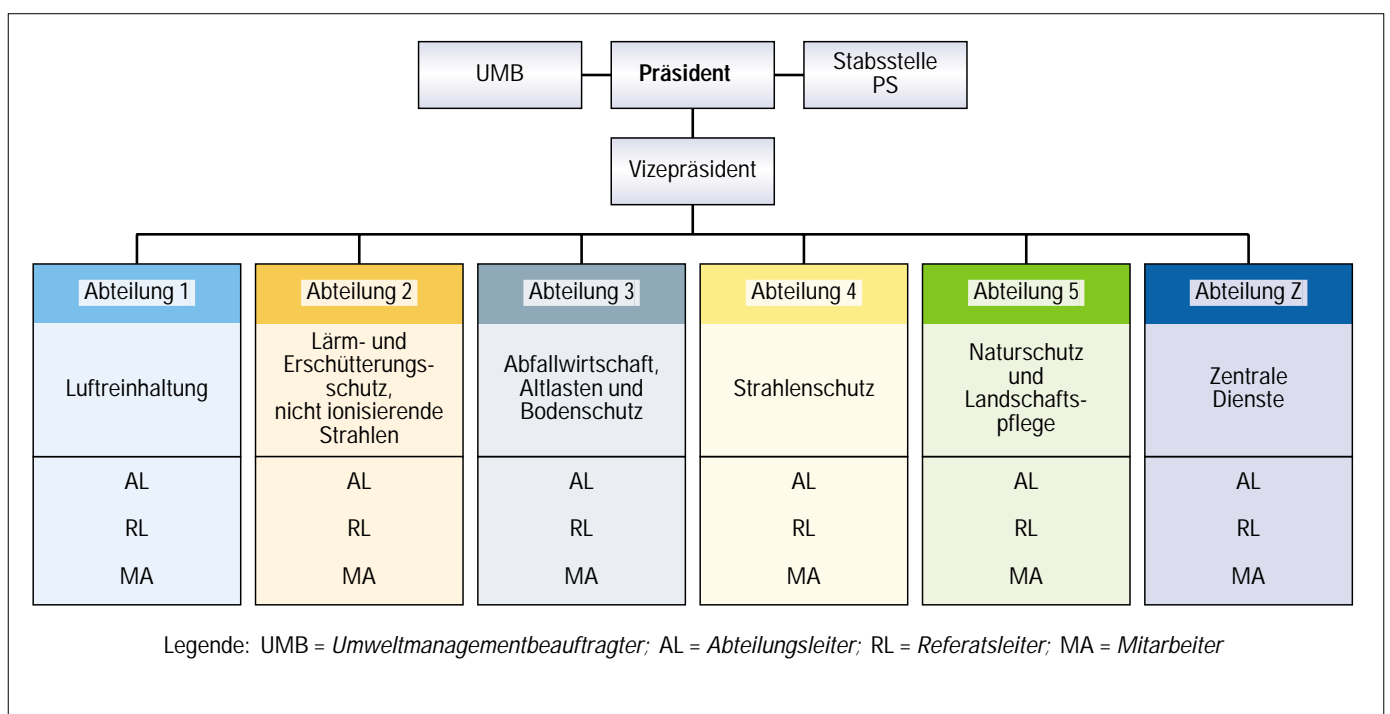 UMB
Präsident
Stabsstelle
PS
Vizepräsident
Abteilung 1
Abteilung 2
Abteilung 3
Abteilung 4
Abteilung 5
Abteilung Z
Luftreinhaltung
Lärm- und
Erschütterungs-
schutz,
nicht ionisierende
Strahlen
Abfallwirtschaft,
Altlasten und
Bodenschutz
Strahlenschutz
Naturschutz
und
Landschafts-
pflege
Zentrale
Dienste
AL
RL
MA
AL
RL
MA
AL
RL
MA
AL
RL
MA
AL
RL
MA
AL
RL
MA
Legende: UMB = Umweltmanagementbeauftragter; AL = Abteilungsleiter; RL = Referatsleiter; MA = Mitarbeiter